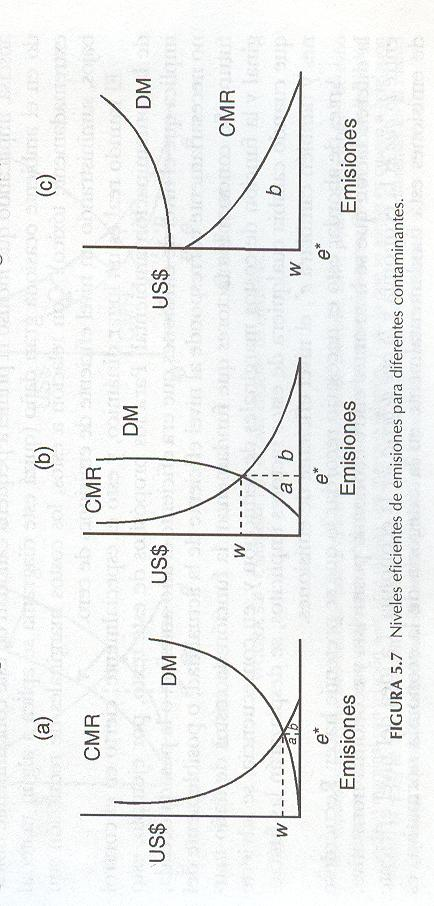 (a)
CMR
US$
DM
w
a
b
e*
Emisiones
(b)
CMR
US$
DM
w
a
b
e*
Emisiones
(c)
US$
DM
CMR
b
w
e*
Emisiones
FIGURA 5.7 Niveles eficientes de emisiones para diferentes contaminantes.